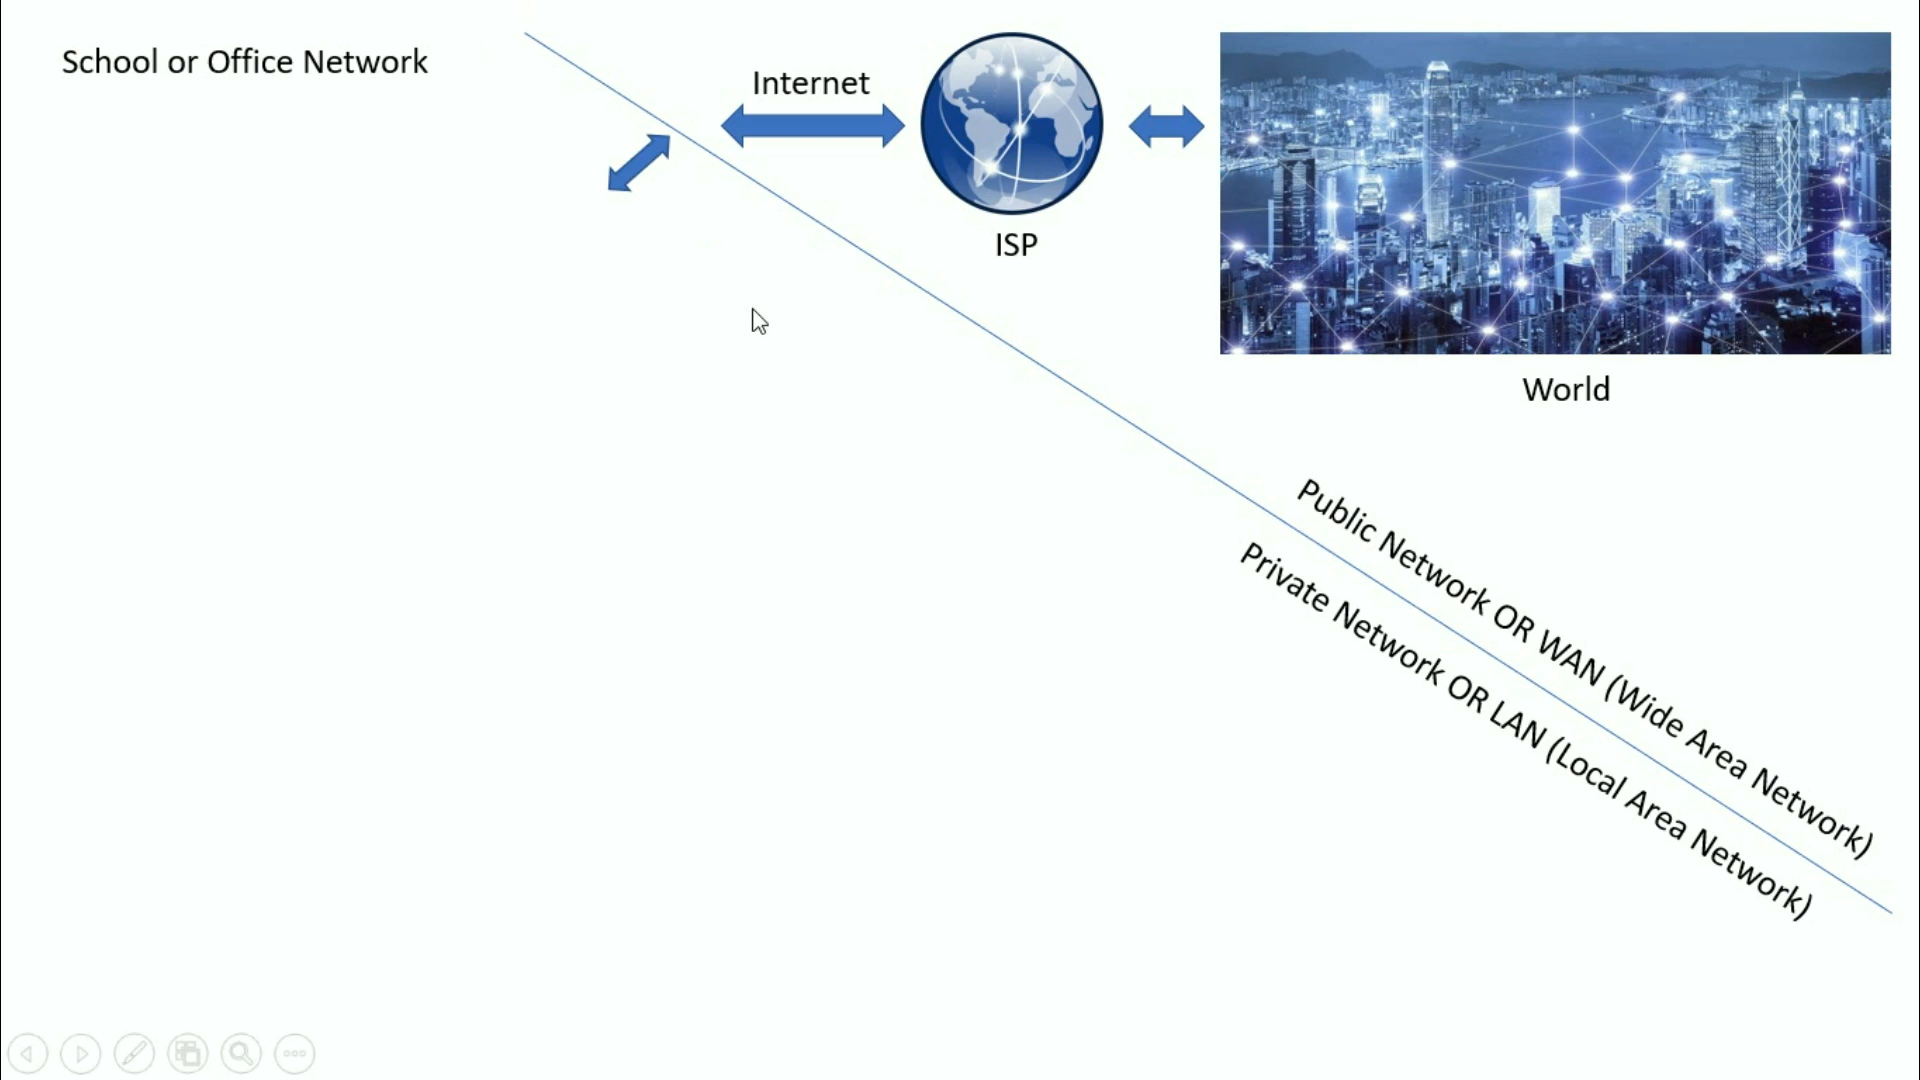 School or Office Network
Internet
ISP
World
Public Network OR WAN (Wide Area Network)
Private Network OR LAN (Local Area Network)